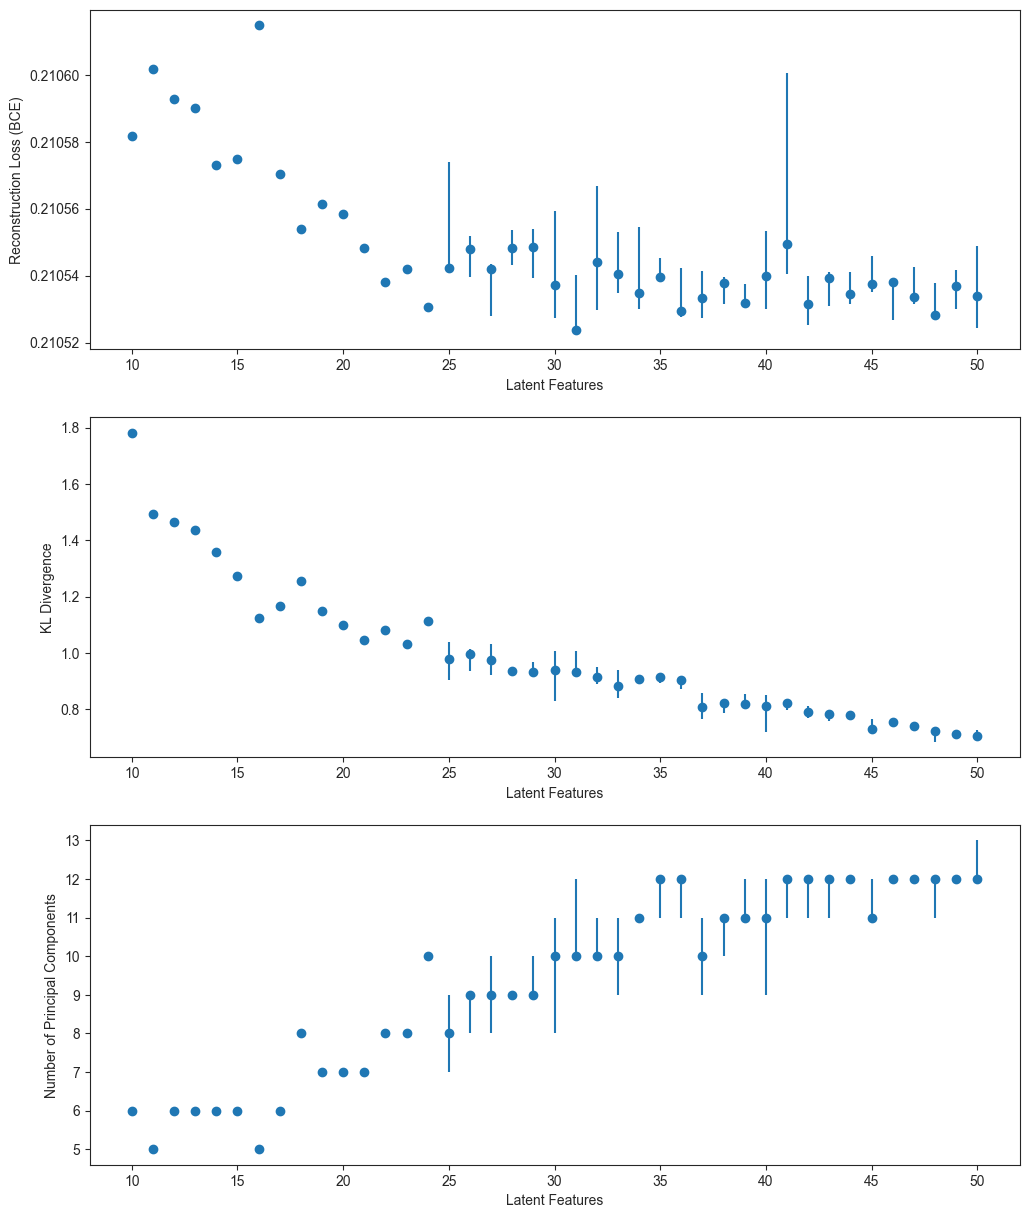 0.21060
0.21058
0.21056
0.21054
0.21052
Reconstruction Loss (BCE)
10 15 20 25 30 35 40 45 50
Latent Features
1.8
1.6
1.4
1.2
1.0
0.8
KL Divergence
10 15 20 25 30 35 40 45 50
Latent Features
13
12
11
10
9
8
7
6
5
Number of Principal Components
10 15 20 25 30 35 40 45 50
Latent Features